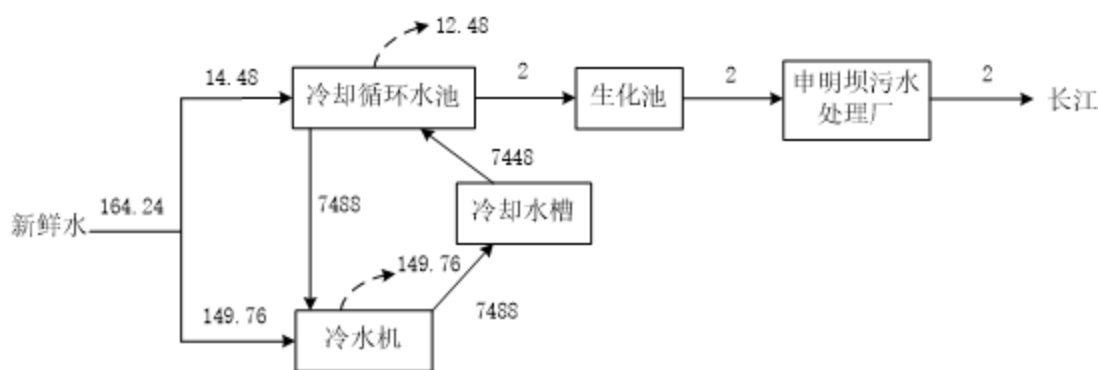 12.48
14.48
冷却循环水池
2
生化池
2
申明坝污水
处理厂
2
长江
7448
新鲜水
164.24
7488
冷却水槽
149.76
149.76
7488
冷水机